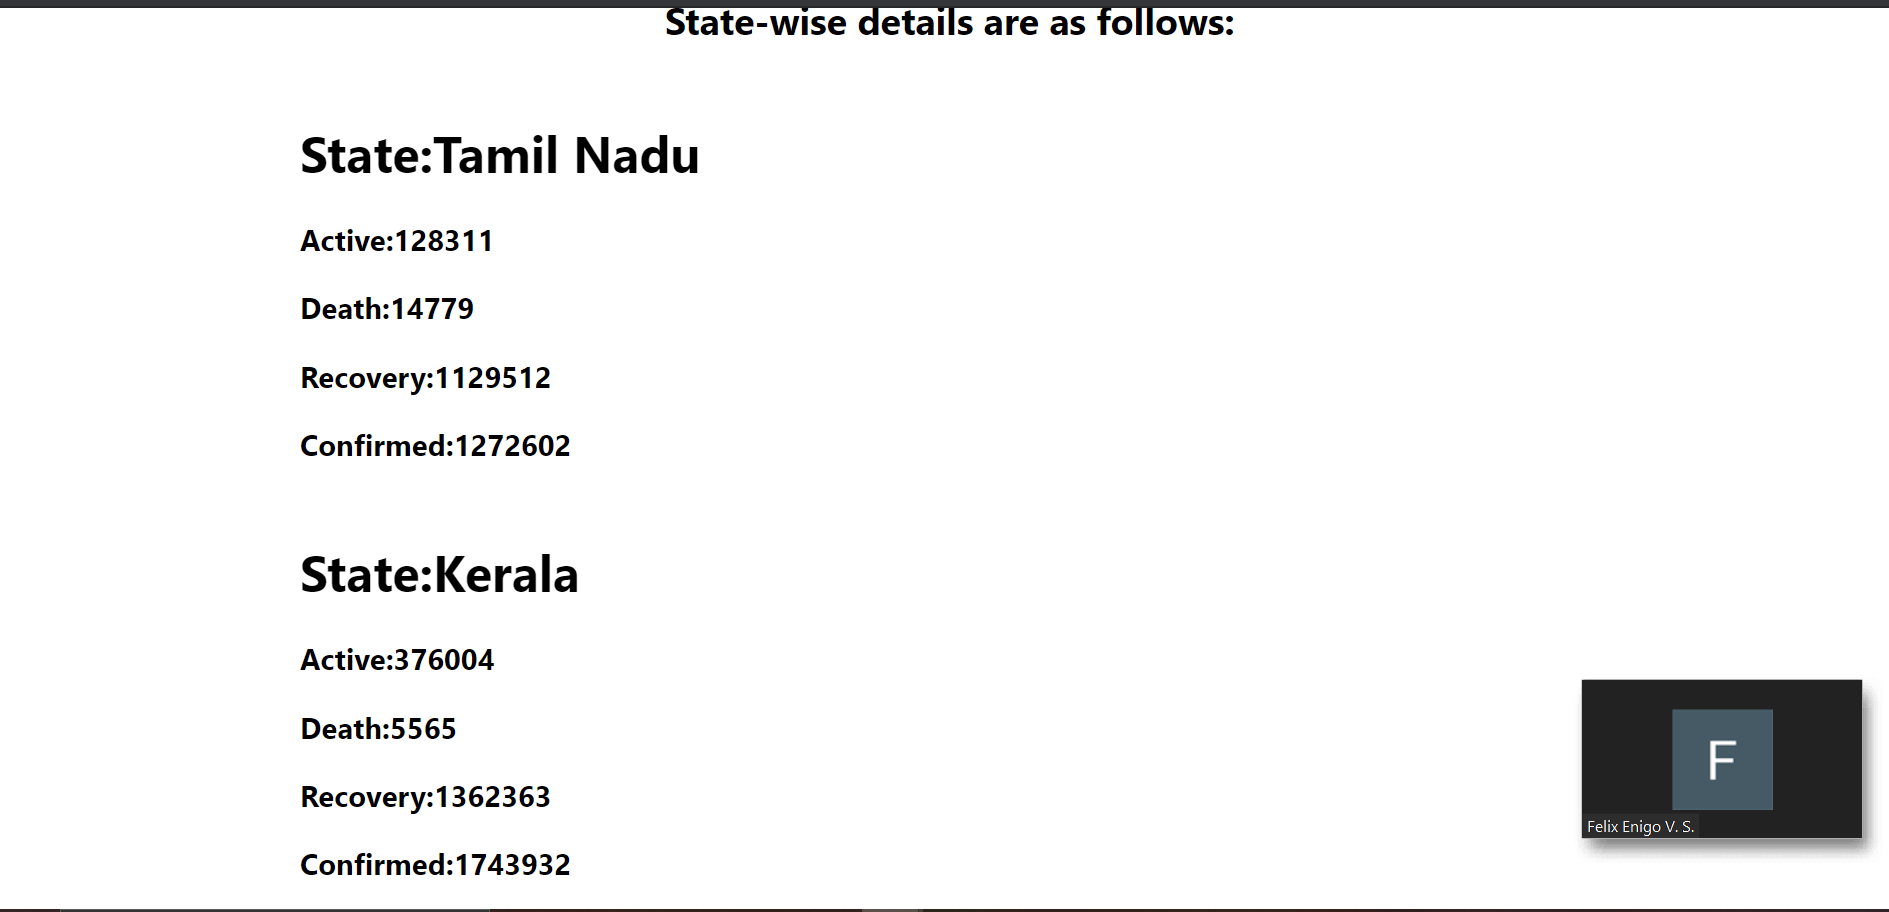 State-wise details are as follows:
State:Tamil Nadu
Active:128311
Death:14779
Recovery:1129512
Confirmed:1272602
State:Kerala
Active:376004
Death:5565
Recovery:1362363
Confirmed:1743932
F
Felix Enigo V. S.